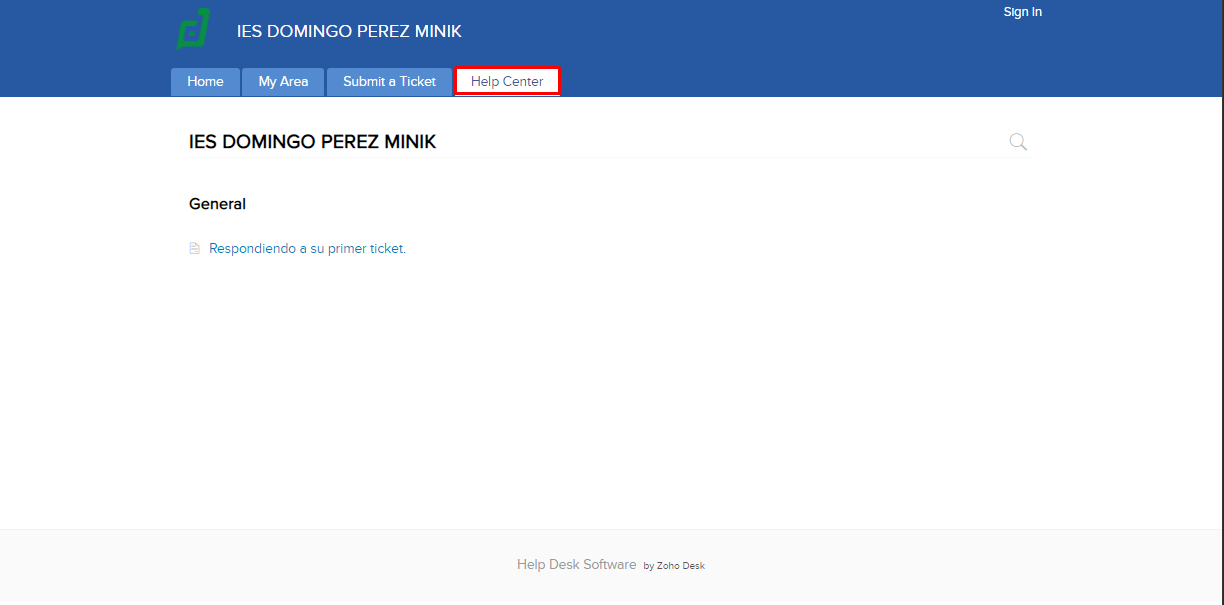 Sign In
IES DOMINGO PEREZ MINIK
Home My Area Submit a Ticket Help Center
IES DOMINGO PEREZ MINIK
General
Respondiendo a su primer ticket.
Help Desk Software by Zoho Desk